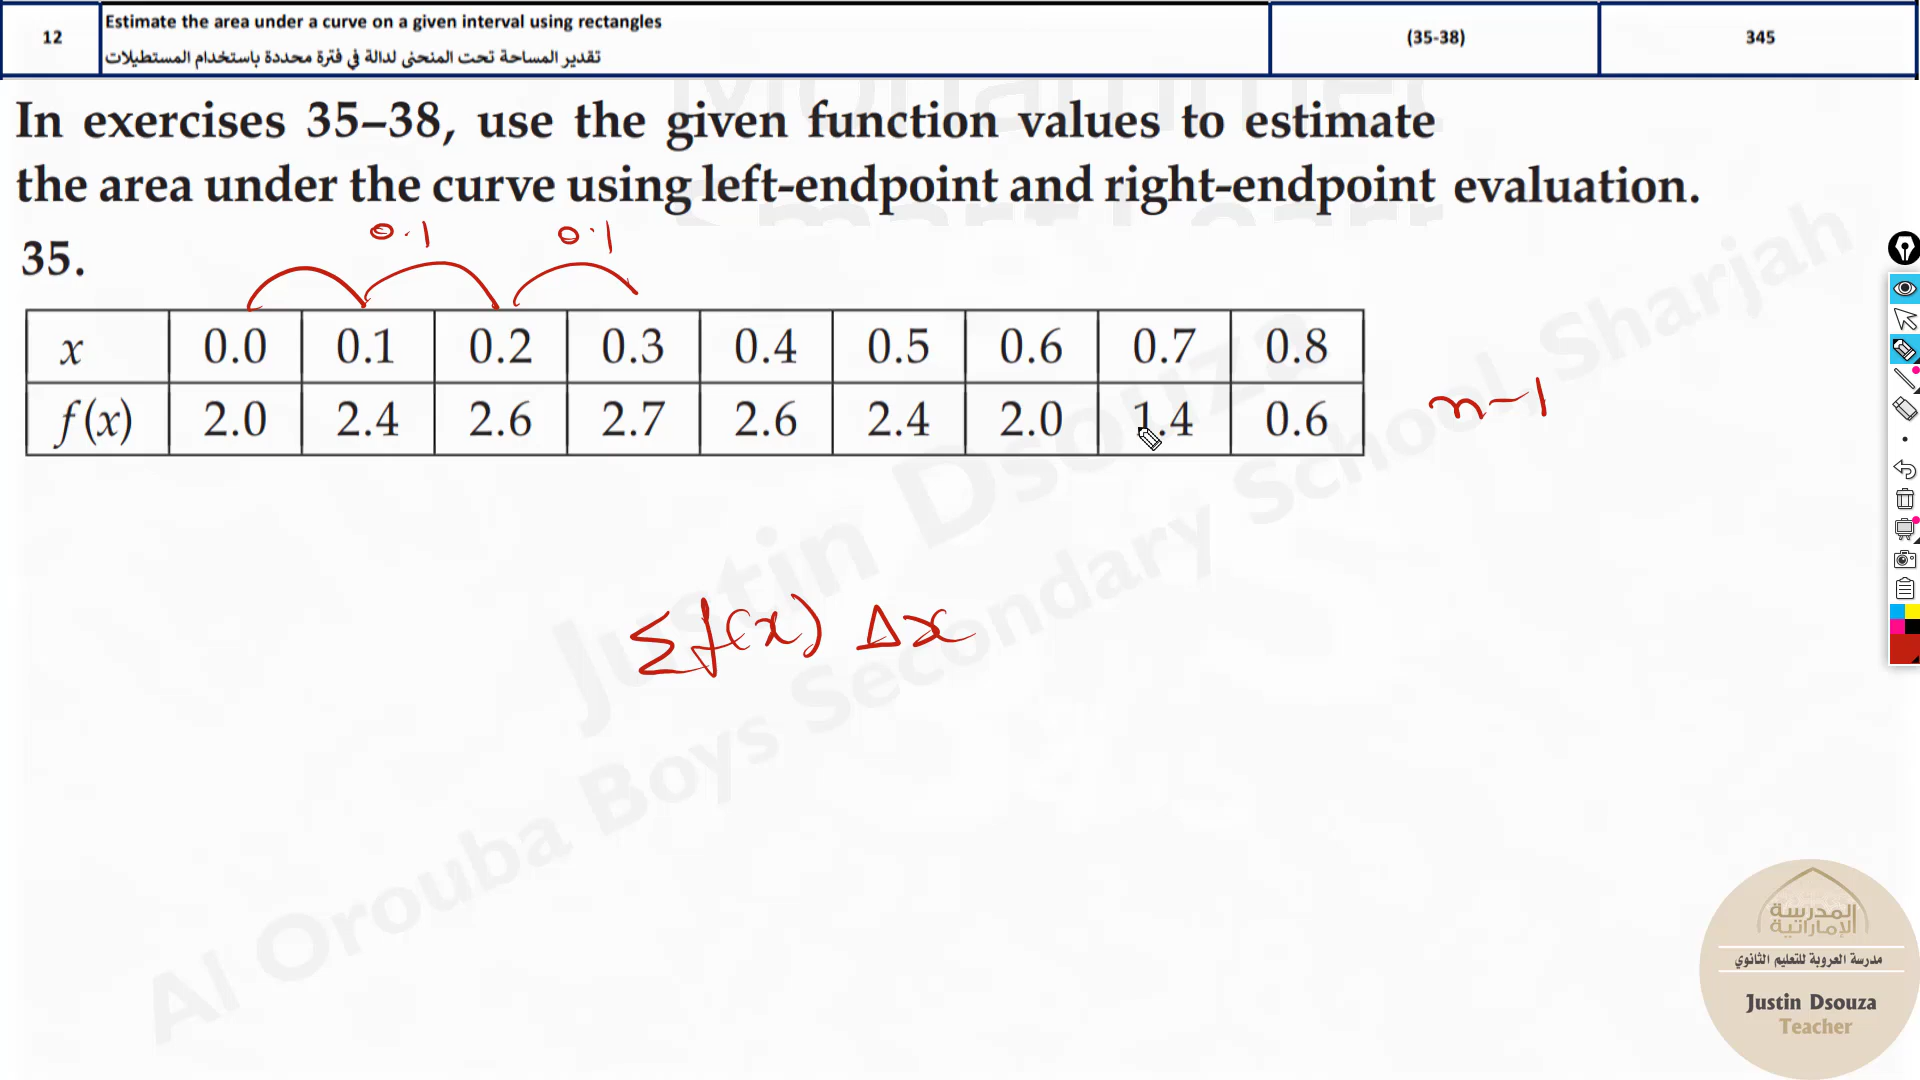 12 Estimate the area under a curve on a given interval using rectangles (35-38) 345
تقدير المساحة تحت المنحنى لدالة في فترة محددة باستخدام المستطيلات
In exercises 35–38, use the given function values to estimate
the area under the curve using left-endpoint and right-endpoint evaluation.
35.
0.1 0.1
x 0.0 0.1 0.2 0.3 0.4 0.5 0.6 0.7 0.8
f(x) 2.0 2.4 2.6 2.7 2.6 2.4 2.0 1.4 0.6
n-1
Σf(x) Δx
Justin Dsouza
Al Orouba Boys Secondary School, Sharjah
المدرسة
الإماراتية
مدرسة العروبة للتعليم الثانوي
Justin Dsouza
Teacher